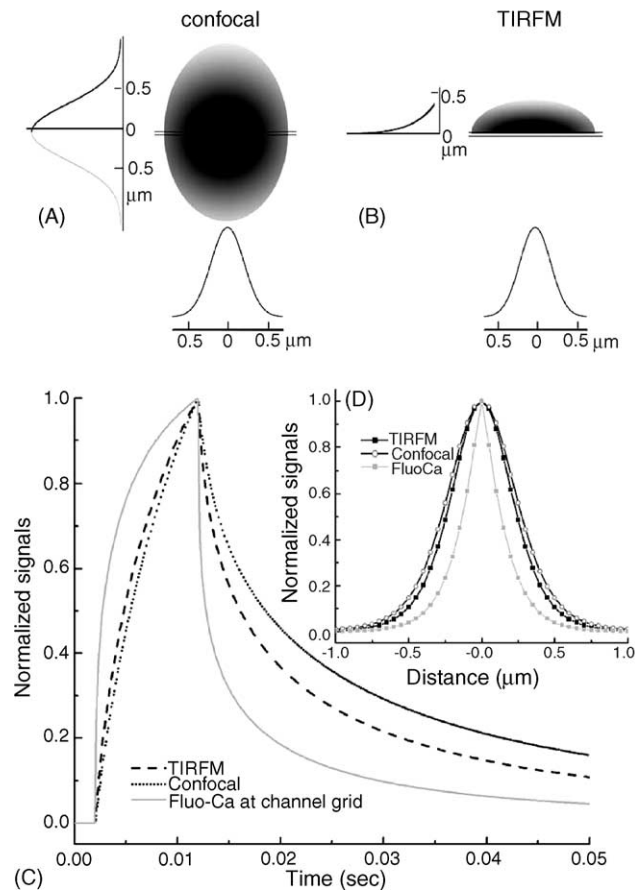 confocal
TIRFM
0.5
0
0.5
μm
(A)
0.5
0
μm
(B)
0.5 0 0.5
μm
0.5 0 0.5
μm
(D)
TIRFM
Confocal
FluoCa
Normalized signals
1.0
0.8
0.6
0.4
0.2
0.0
-1.0 -0.5 -0.0 0.5 1.0
Distance (μm)
Normalized signals
1.0
0.8
0.6
0.4
0.2
0.0
TIRFM
Confocal
Fluo-Ca at channel grid
0.00 0.01 0.02 0.03 0.04 0.05
Time (sec)
(C)